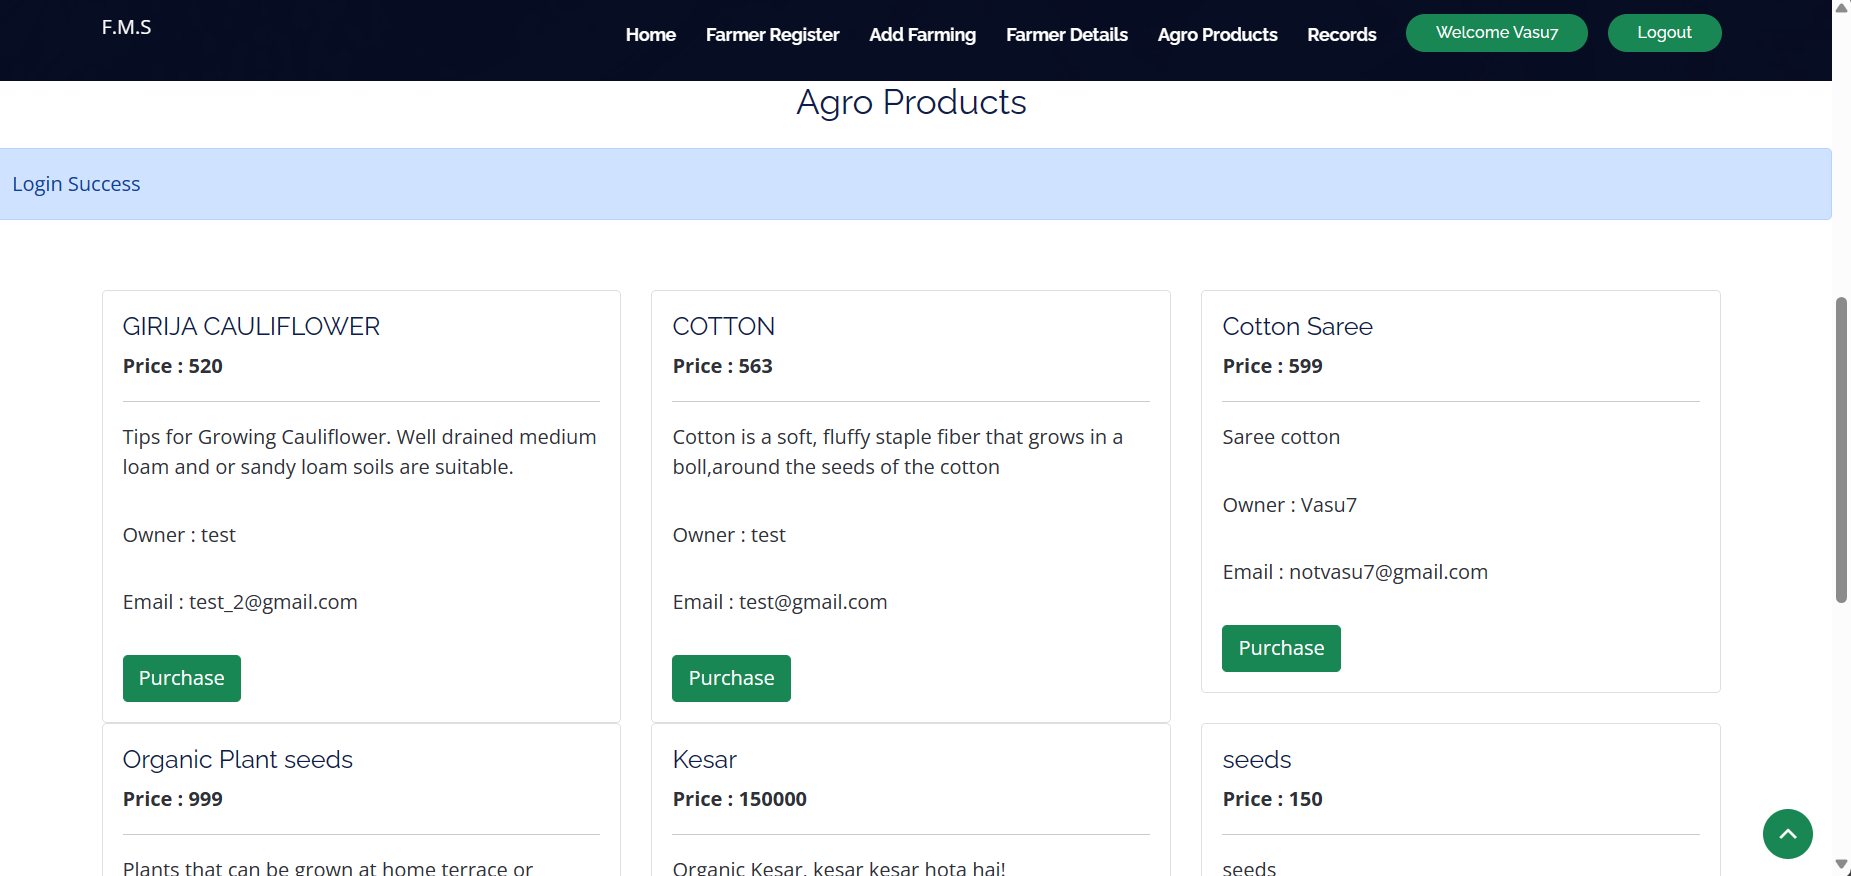 F.M.S
Home Farmer Register Add Farming Farmer Details Agro Products Records Welcome Vasu7 Logout
Agro Products
Login Success
GIRIJA CAULIFLOWER
Price : 520
Tips for Growing Cauliflower. Well drained medium
loam and or sandy loam soils are suitable.
Owner : test
Email : test_2@gmail.com
Purchase
COTTON
Price : 563
Cotton is a soft, fluffy staple fiber that grows in a
boll,around the seeds of the cotton
Owner : test
Email : test@gmail.com
Purchase
Cotton Saree
Price : 599
Saree cotton
Owner : Vasu7
Email : notvasu7@gmail.com
Purchase
Organic Plant seeds
Price : 999
Plants that can be grown at home terrace or
Kesar
Price : 150000
Organic Kesar, kesar kesar hota hai!
seeds
Price : 150
seeds